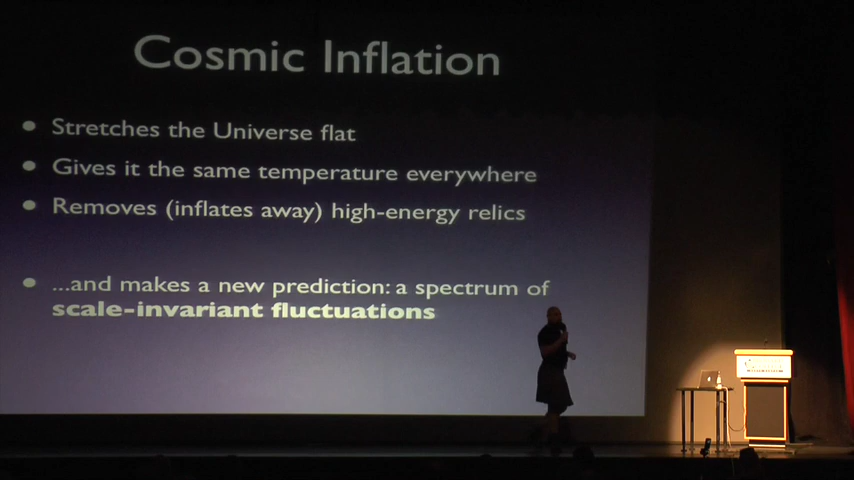 Cosmic Inflation
Stretches the Universe flat
Gives it the same temperature everywhere
Removes (inflates away) high-energy relics
...and makes a new prediction: a spectrum of
scale-invariant fluctuations